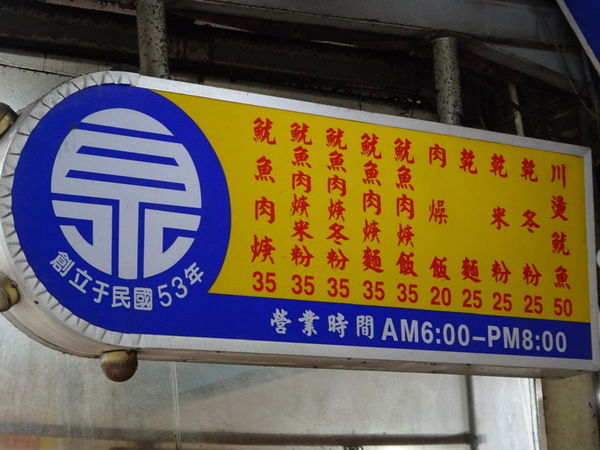 泉
創立于民國53年
魷魚肉焿 35
魷魚肉焿米粉 35
魷魚肉焿冬粉 35
魷魚肉焿麵 35
魷魚肉焿飯 35
肉燥飯 20
乾麵 25
乾米粉 25
乾冬粉 25
川燙魷魚 50
營業時間 AM6:00–PM8:00